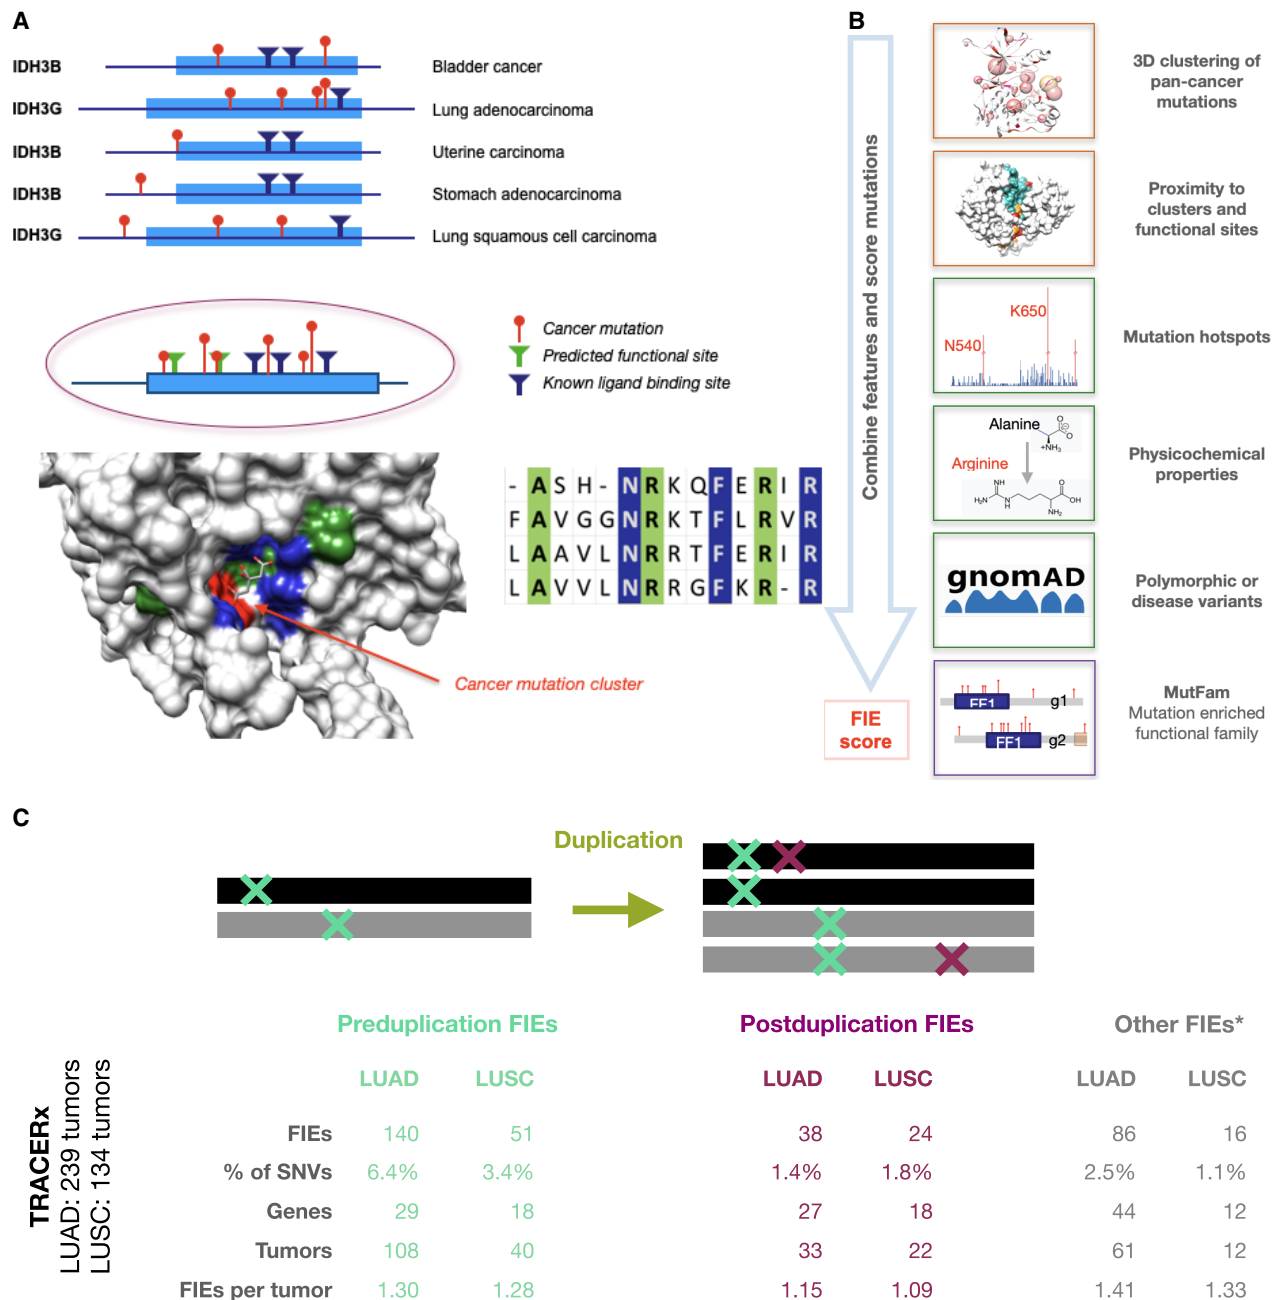 A
IDH3B
Bladder cancer
IDH3G
Lung adenocarcinoma
IDH3B
Uterine carcinoma
IDH3B
Stomach adenocarcinoma
IDH3G
Lung squamous cell carcinoma
Cancer mutation
Predicted functional site
Known ligand binding site
- A S H - N R K Q F E R I R
F A V G G N R K T F L R V R
L A A V L N R R T F E R I R
L A V V L N R R G F K R - R
Cancer mutation cluster
B
Combine features and score mutations
FIE
score
3D clustering of
pan-cancer
mutations
Proximity to
clusters and
functional sites
K650
N540
Mutation hotspots
Alanine
O
O
+NH3
Arginine
NH
H2N
N
H
O
OH
NH2
Physicochemical
properties
gnomAD
Polymorphic or
disease variants
FF1
g1
FF1
g2
MutFam
Mutation enriched
functional family
C
Duplication
Preduplication FIEs
Postduplication FIEs
Other FIEs*
LUAD LUSC LUAD LUSC LUAD LUSC
TRACERx
LUAD: 239 tumors
LUSC: 134 tumors
FIEs 140 51 38 24 86 16
% of SNVs 6.4% 3.4% 1.4% 1.8% 2.5% 1.1%
Genes 29 18 27 18 44 12
Tumors 108 40 33 22 61 12
FIEs per tumor 1.30 1.28 1.15 1.09 1.41 1.33